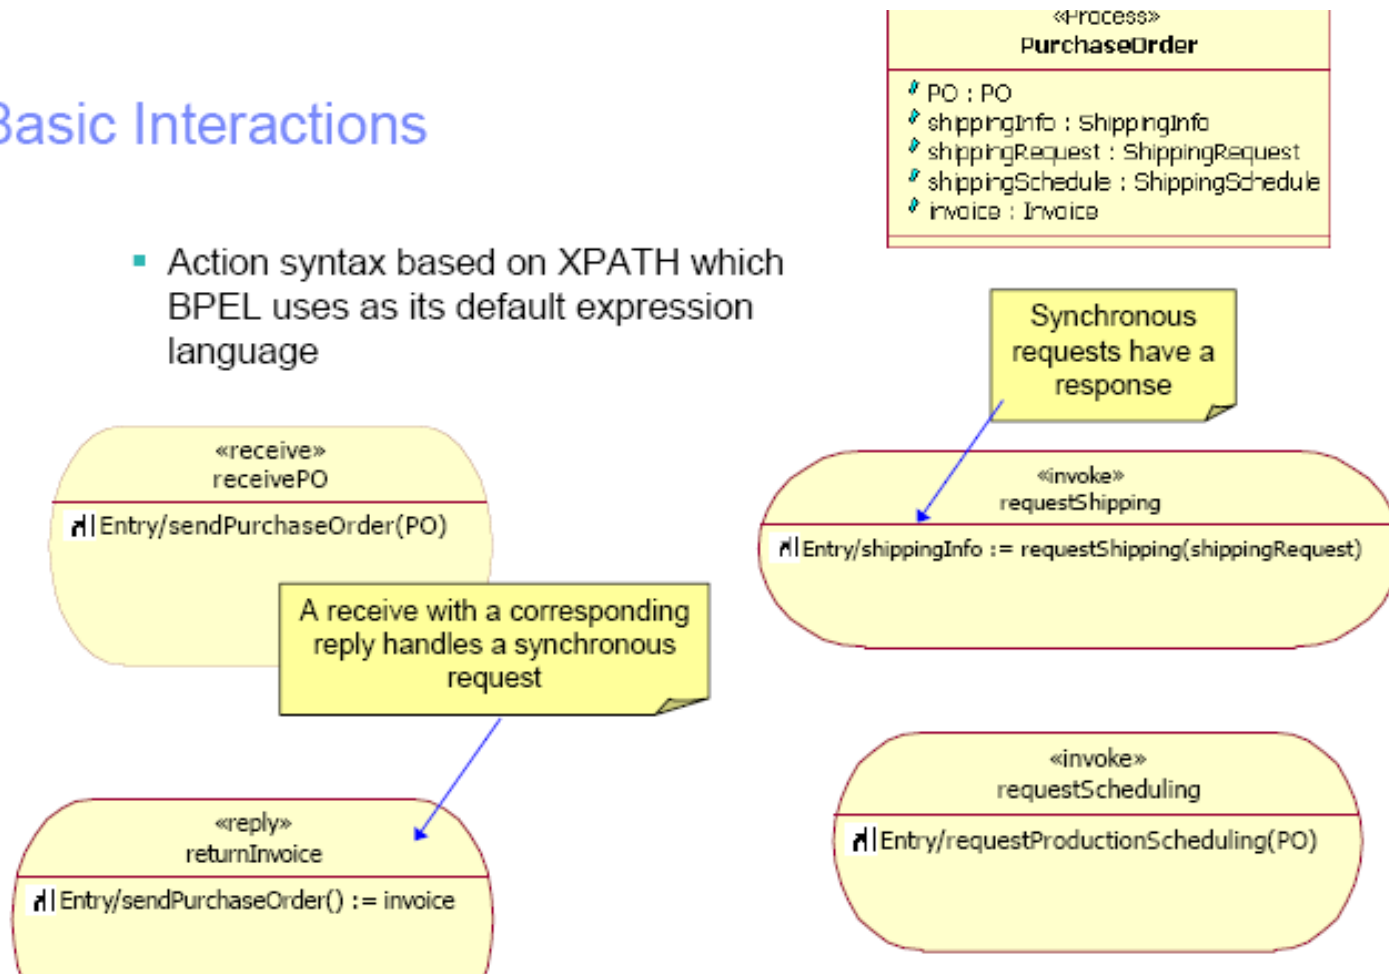 «Process»
PurchaseOrder
PO : PO
shippingInfo : ShippingInfo
shippingRequest : ShippingRequest
shippingSchedule : ShippingSchedule
invoice : Invoice
Basic Interactions
Action syntax based on XPATH which
BPEL uses as its default expression
language
Synchronous
requests have a
response
«receive»
receivePO
Entry/sendPurchaseOrder(PO)
«invoke»
requestShipping
Entry/shippingInfo := requestShipping(shippingRequest)
A receive with a corresponding
reply handles a synchronous
request
«invoke»
requestScheduling
Entry/requestProductionScheduling(PO)
«reply»
returnInvoice
Entry/sendPurchaseOrder() := invoice